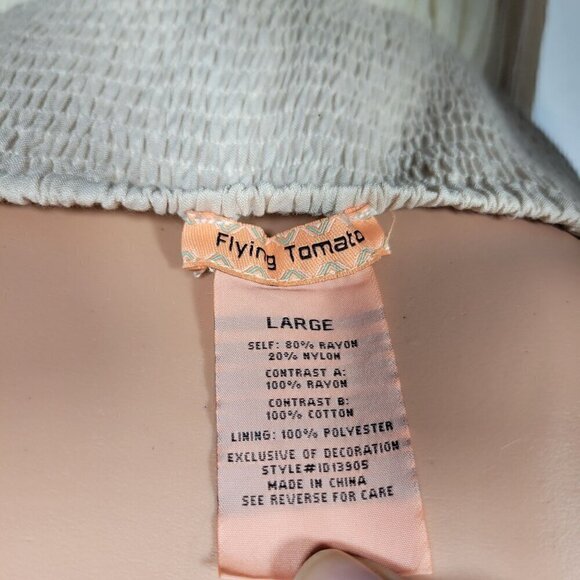 Flying Tomato
LARGE
SELF: 80% RAYON
20% NYLON
CONTRAST A:
100% RAYON
CONTRAST B:
100% COTTON
LINING: 100% POLYESTER
EXCLUSIVE OF DECORATION
STYLE#ID13905
MADE IN CHINA
SEE REVERSE FOR CARE